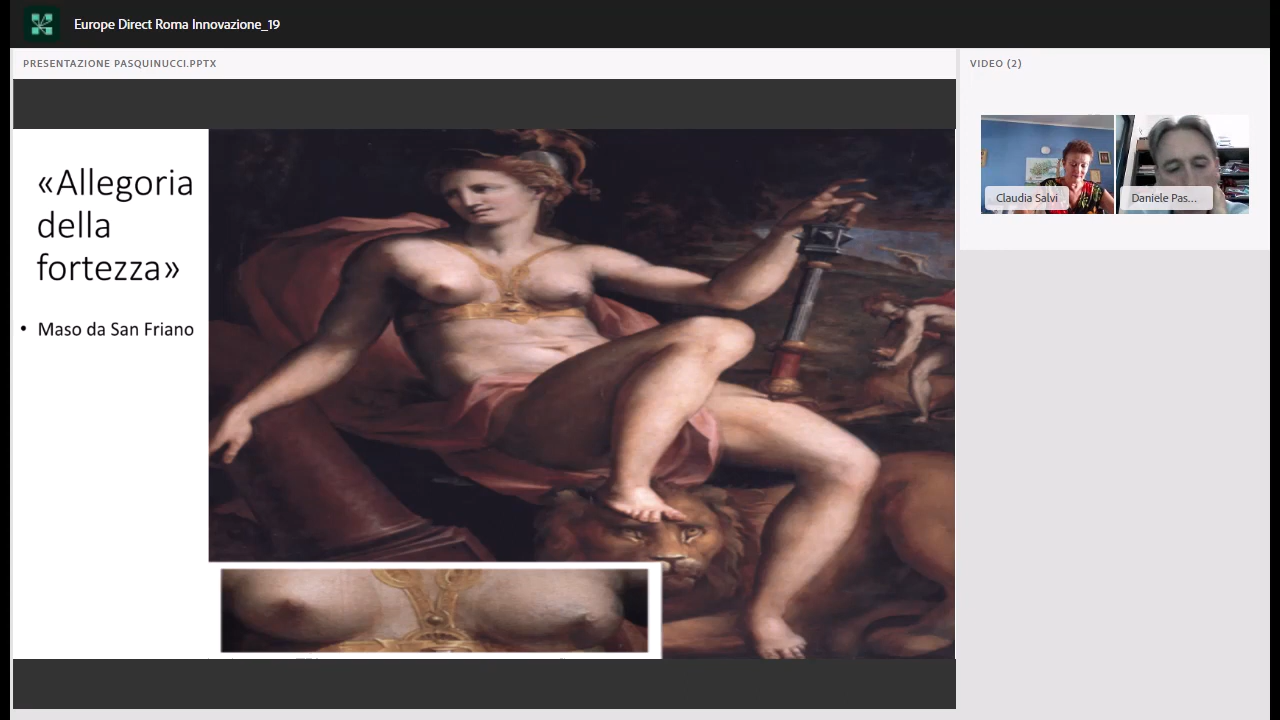 Europe Direct Roma Innovazione_19
PRESENTAZIONE PASQUINUCCI.PPTX
VIDEO (2)
«Allegoria
della
fortezza»
• Maso da San Friano
Claudia Salvi
Daniele Pas...